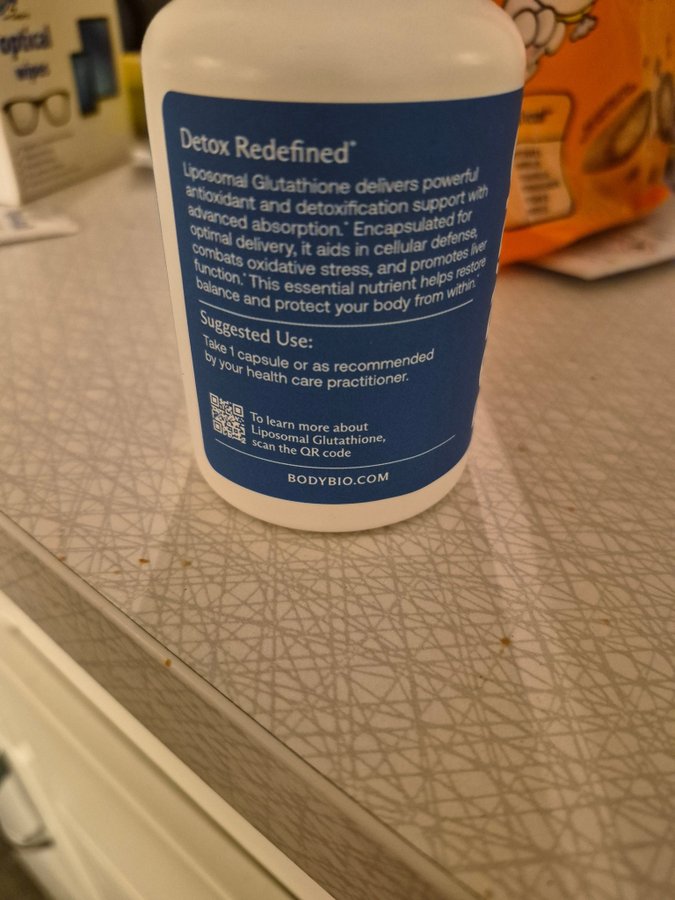 optical
wipes
Detox Redefined*
Liposomal Glutathione delivers powerful
antioxidant and detoxification support with
advanced absorption.* Encapsulated for
optimal delivery, it aids in cellular defense,
combats oxidative stress, and promotes liver
function.* This essential nutrient helps restore
balance and protect your body from within.*
Suggested Use:
Take 1 capsule or as recommended
by your health care practitioner.
To learn more about
Liposomal Glutathione,
scan the QR code
BODYBIO.COM